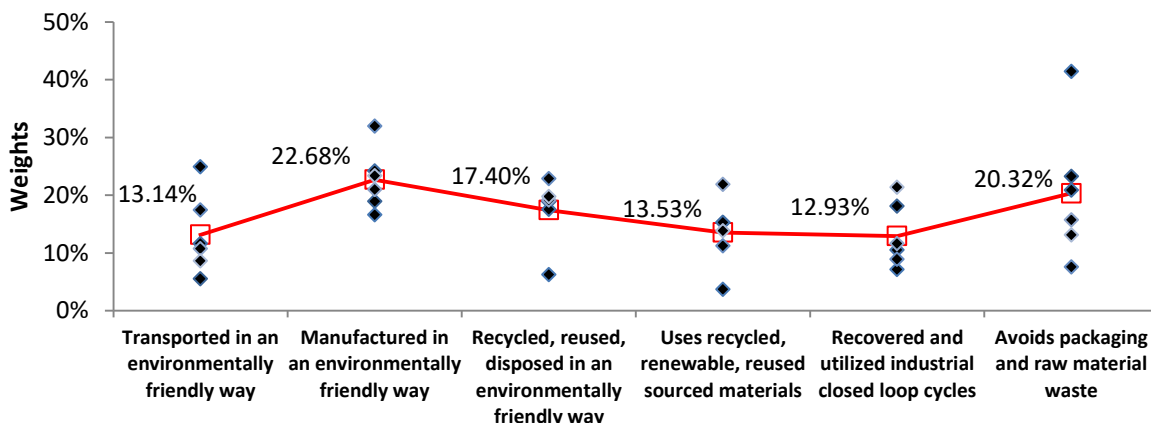 50%
40%
30%
20%
10%
0%
Weights
13.14%
22.68%
17.40%
13.53%
12.93%
20.32%
Transported in an
environmentally
friendly way
Manufactured in
an environmentally
friendly way
Recycled, reused,
disposed in an
environmentally
friendly way
Uses recycled,
renewable, reused
sourced materials
Recovered and
utilized industrial
closed loop cycles
Avoids packaging
and raw material
waste